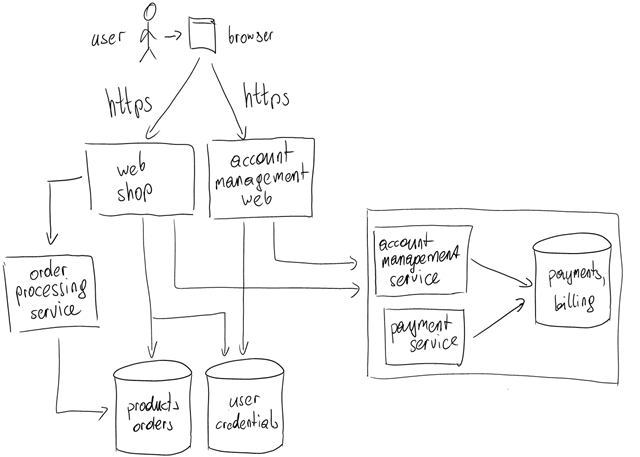 user
browser
https
https
web
shop
account
management
web
order
processing
service
account
management
service
payments,
billing
payment
service
products
orders
user
credentials